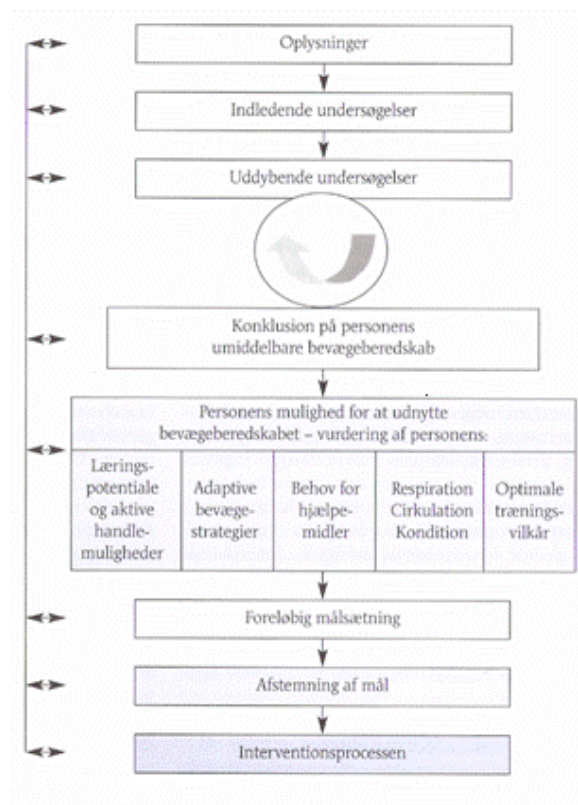 Oplysninger
Indledende undersøgelser
Uddybende undersøgelser
Konklusion på personens
umiddelbare bevægeberedskab
Personens mulighed for at udnytte
bevægeberedskabet – vurdering af personens:
Lærings-
potentiale
og aktive
handle-
muligheder
Adaptive
bevæge-
strategier
Behov for
hjælpe-
midler
Respiration
Cirkulation
Kondition
Optimale
trænings-
vilkår
Foreløbig målsætning
Afstemning af mål
Interventionsprocessen